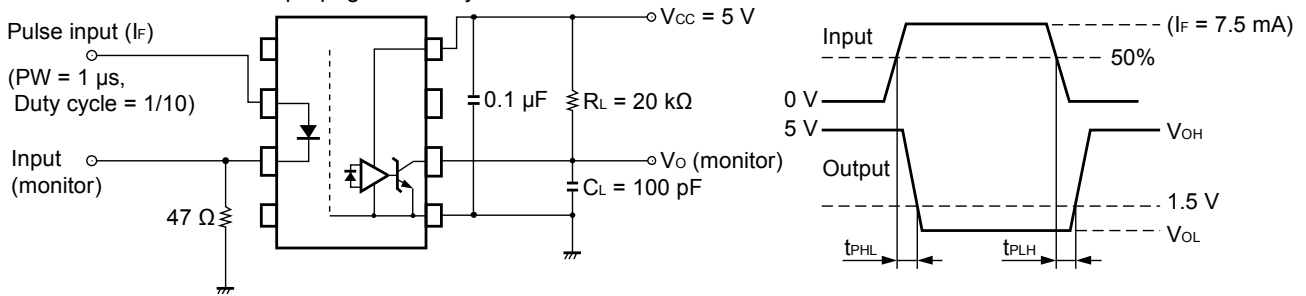 VCC = 5 V
Pulse input (IF)
(PW = 1 μs,
Duty cycle = 1/10)
0.1 μF
RL = 20 kΩ
Input
(monitor)
VO (monitor)
CL = 100 pF
47 Ω
Input
(IF = 7.5 mA)
50%
0 V
5 V
VOH
Output
1.5 V
VOL
tPHL
tPLH